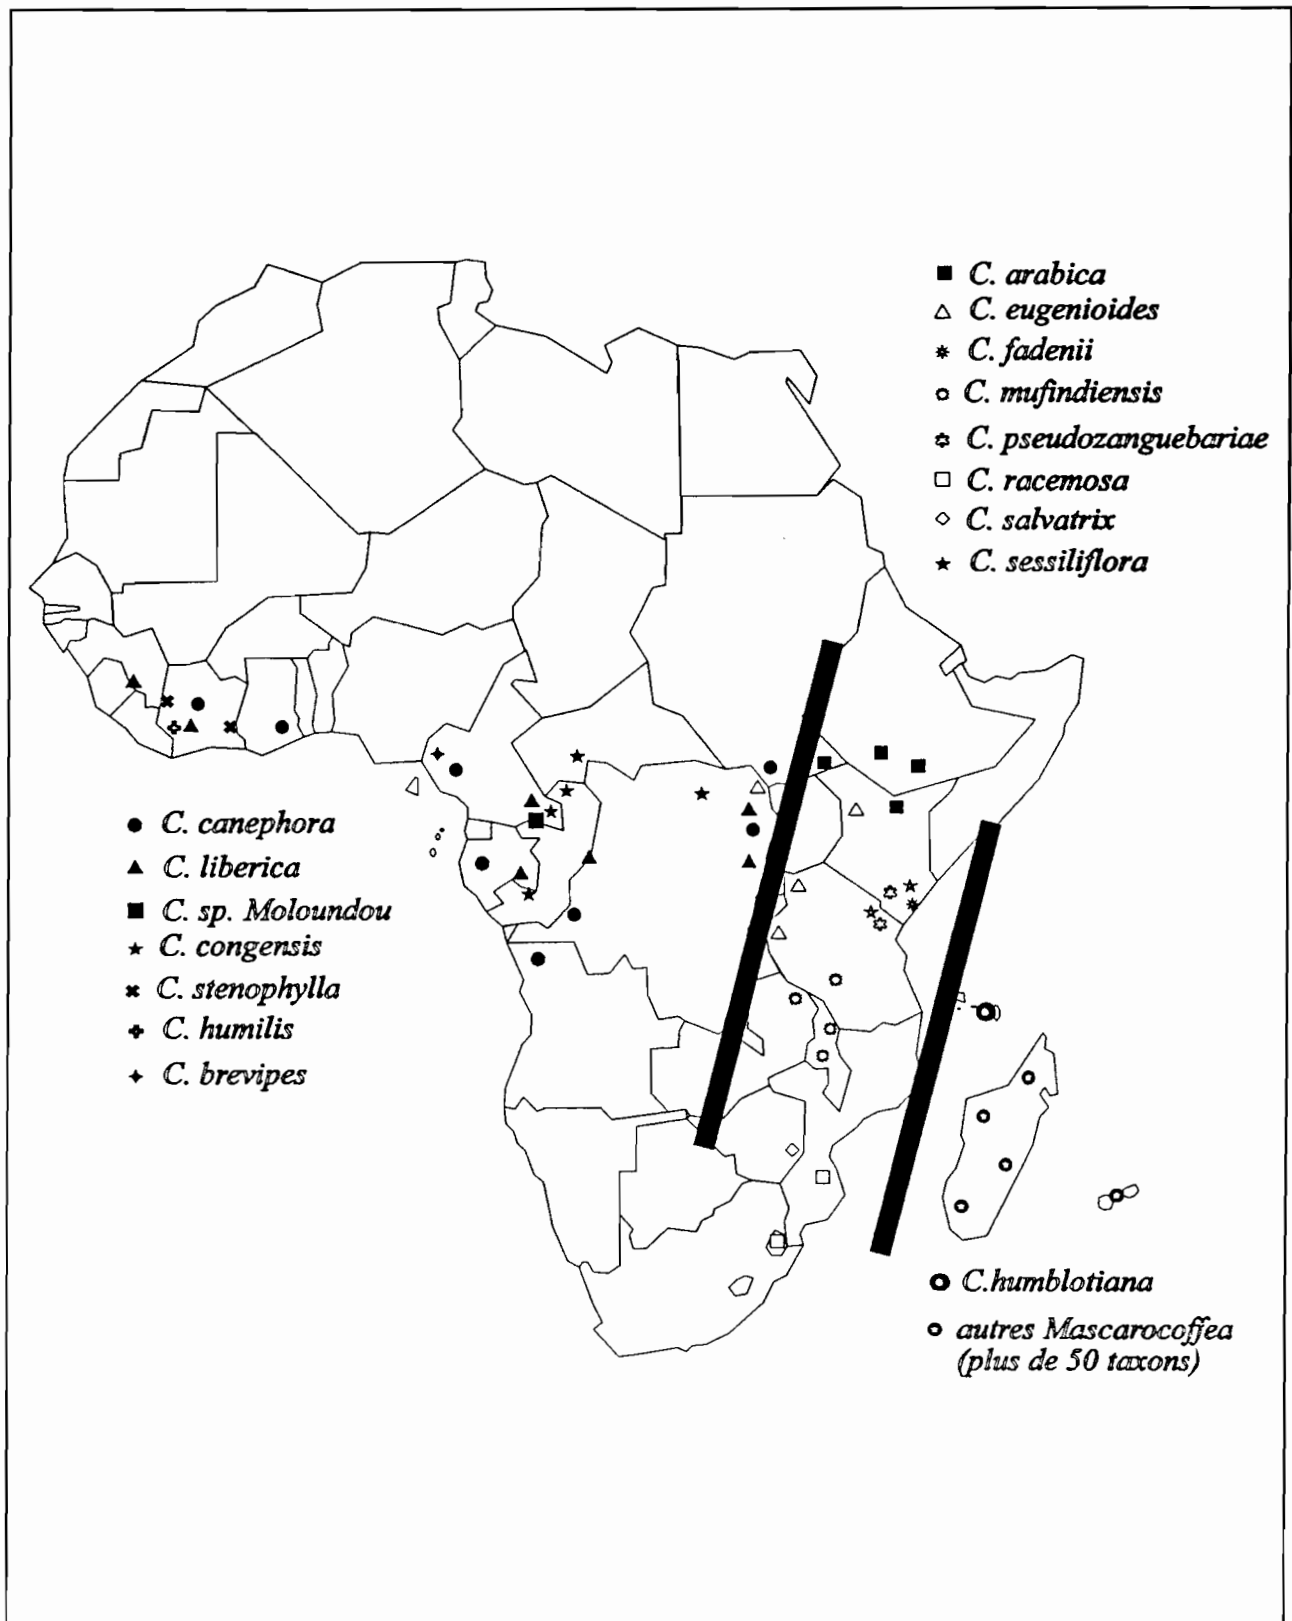 C. arabica
C. eugenioides
C. fadenii
C. mufindiensis
C. pseudozanguebariae
C. racemosa
C. salvatrix
C. sessiliflora
C. canephora
C. liberica
C. sp. Moloundou
C. congensis
C. stenophylla
C. humilis
C. brevipes
C.humblotiana
autres Mascarocoffea
(plus de 50 taxons)